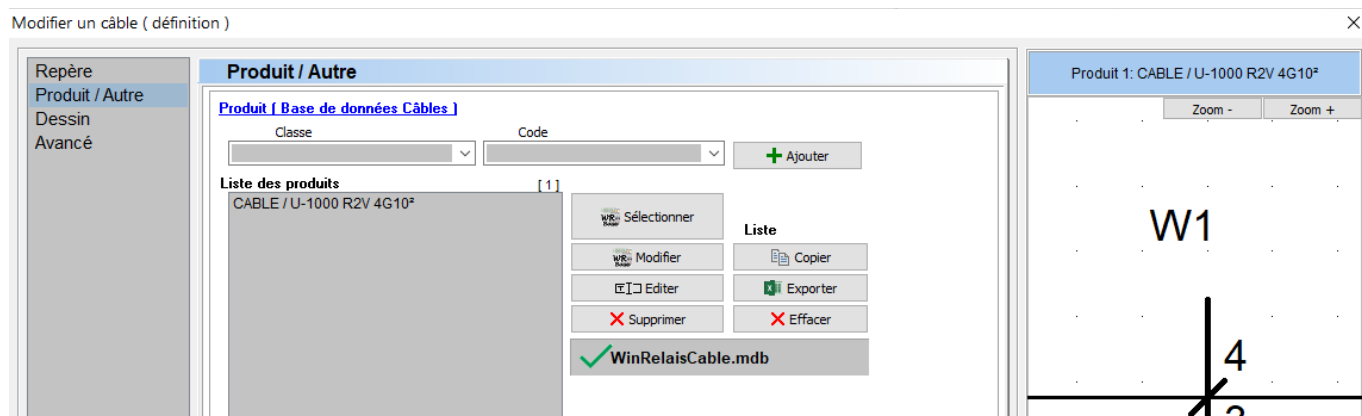 Modifier un câble ( définition )
Repère
Produit / Autre
Dessin
Avancé
Produit / Autre
Produit ( Base de données Câbles )
Classe
Code
Ajouter
Liste des produits
[ 1 ]
CABLE / U-1000 R2V 4G10²
Sélectionner
Modifier
Editer
Supprimer
Liste
Copier
Exporter
Effacer
WinRelaisCable.mdb
Produit 1: CABLE / U-1000 R2V 4G10²
Zoom -
Zoom +
W1
4